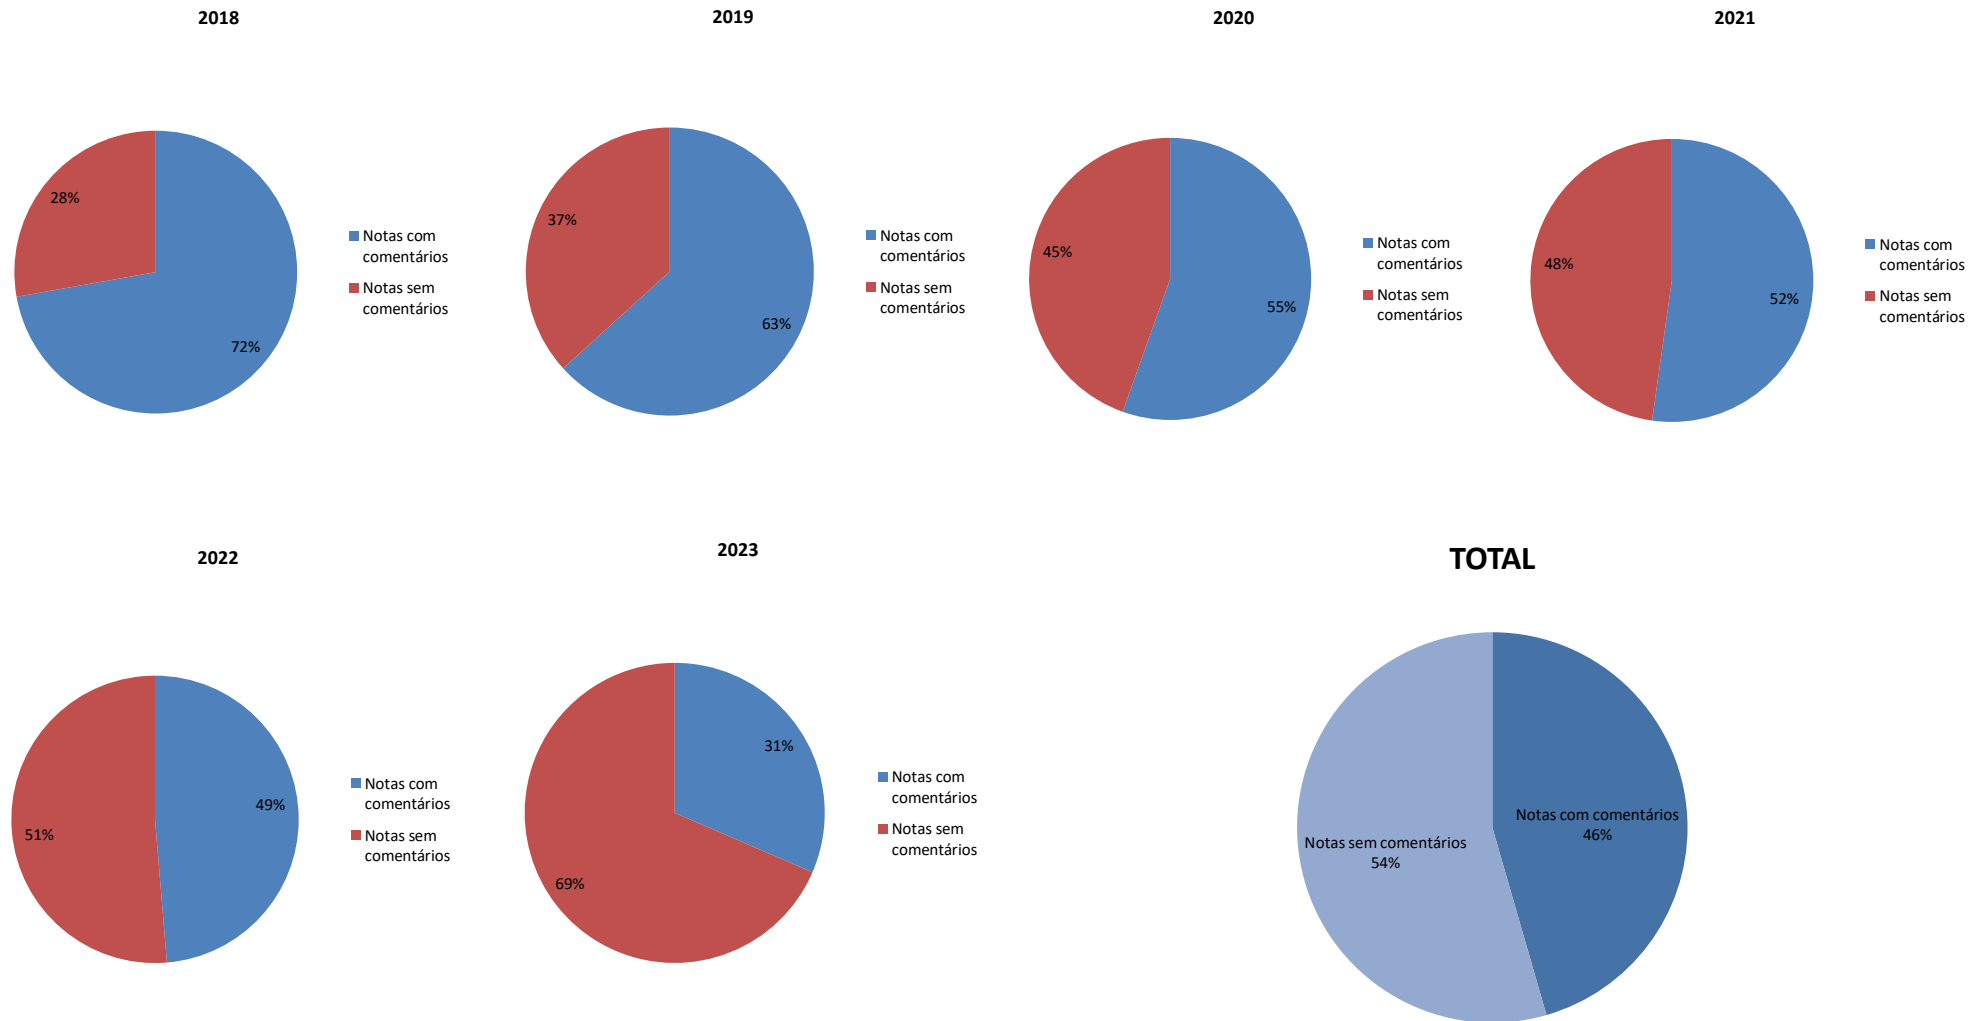 2018
28%
72%
Notas com
comentários
Notas sem
comentários
2019
37%
63%
Notas com
comentários
Notas sem
comentários
2020
45%
55%
Notas com
comentários
Notas sem
comentários
2021
48%
52%
Notas com
comentários
Notas sem
comentários
2022
49%
51%
Notas com
comentários
Notas sem
comentários
2023
31%
69%
Notas com
comentários
Notas sem
comentários
TOTAL
Notas com comentários
46%
Notas sem comentários
54%